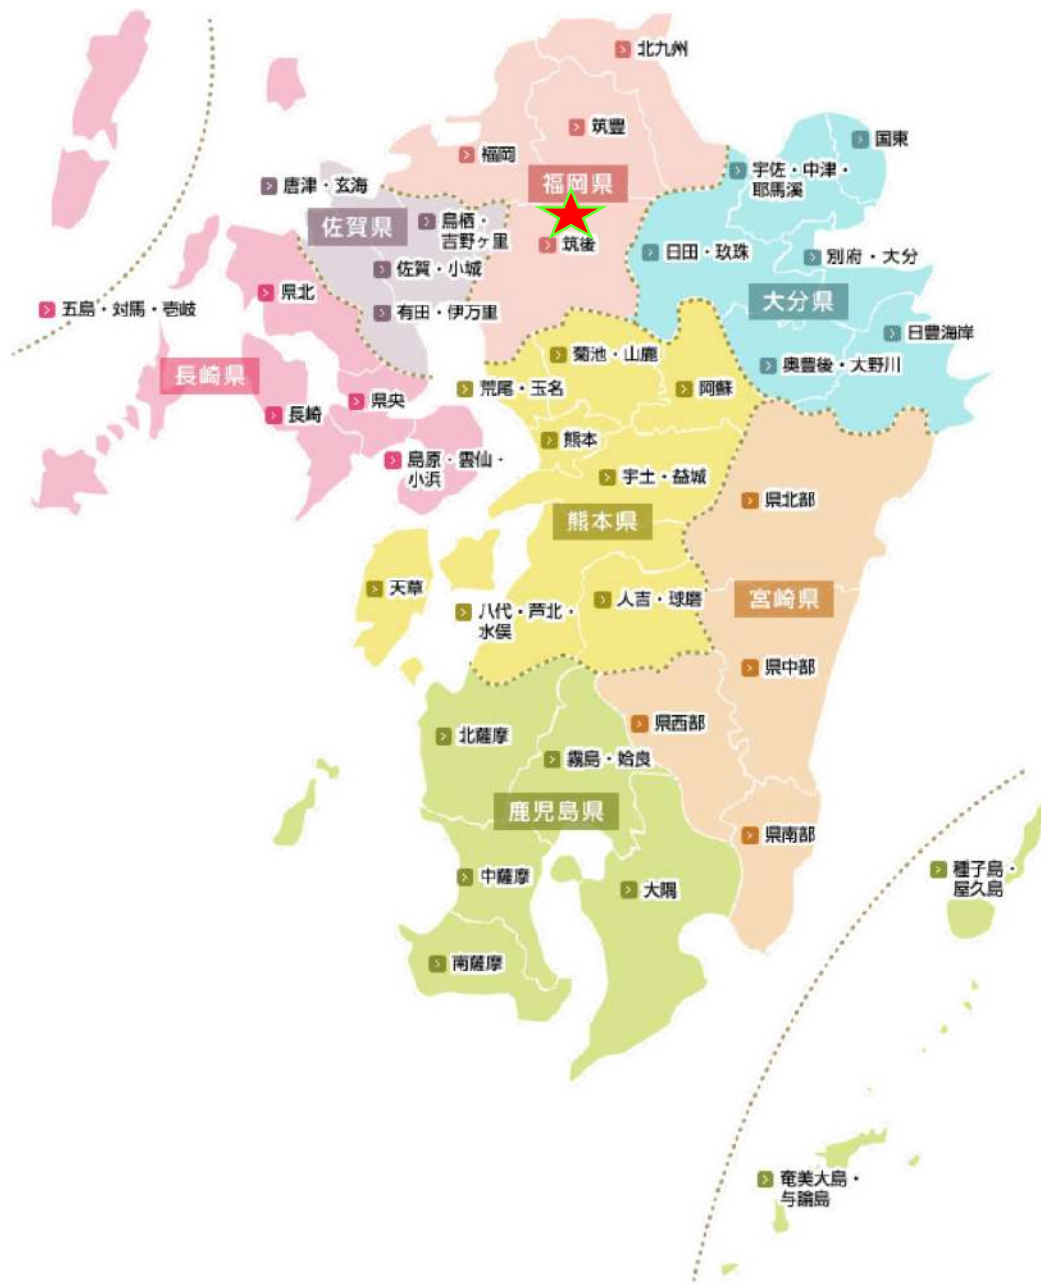 北九州
筑豊
国東
福岡
宇佐・中津・
耶馬溪
福岡県
唐津・玄海
鳥栖・
吉野ヶ里
佐賀県
筑後
日田・玖珠
別府・大分
佐賀・小城
県北
大分県
五島・対馬・壱岐
有田・伊万里
日豊海岸
菊池・山鹿
奥豊後・大野川
長崎県
荒尾・玉名
阿蘇
県央
長崎
熊本
島原・雲仙・
小浜
宇土・益城
県北部
熊本県
天草
人吉・球磨
宮崎県
八代・芦北・
水俣
県中部
県西部
北薩摩
霧島・姶良
鹿児島県
県南部
種子島・
屋久島
中薩摩
大隅
南薩摩
奄美大島・
与論島